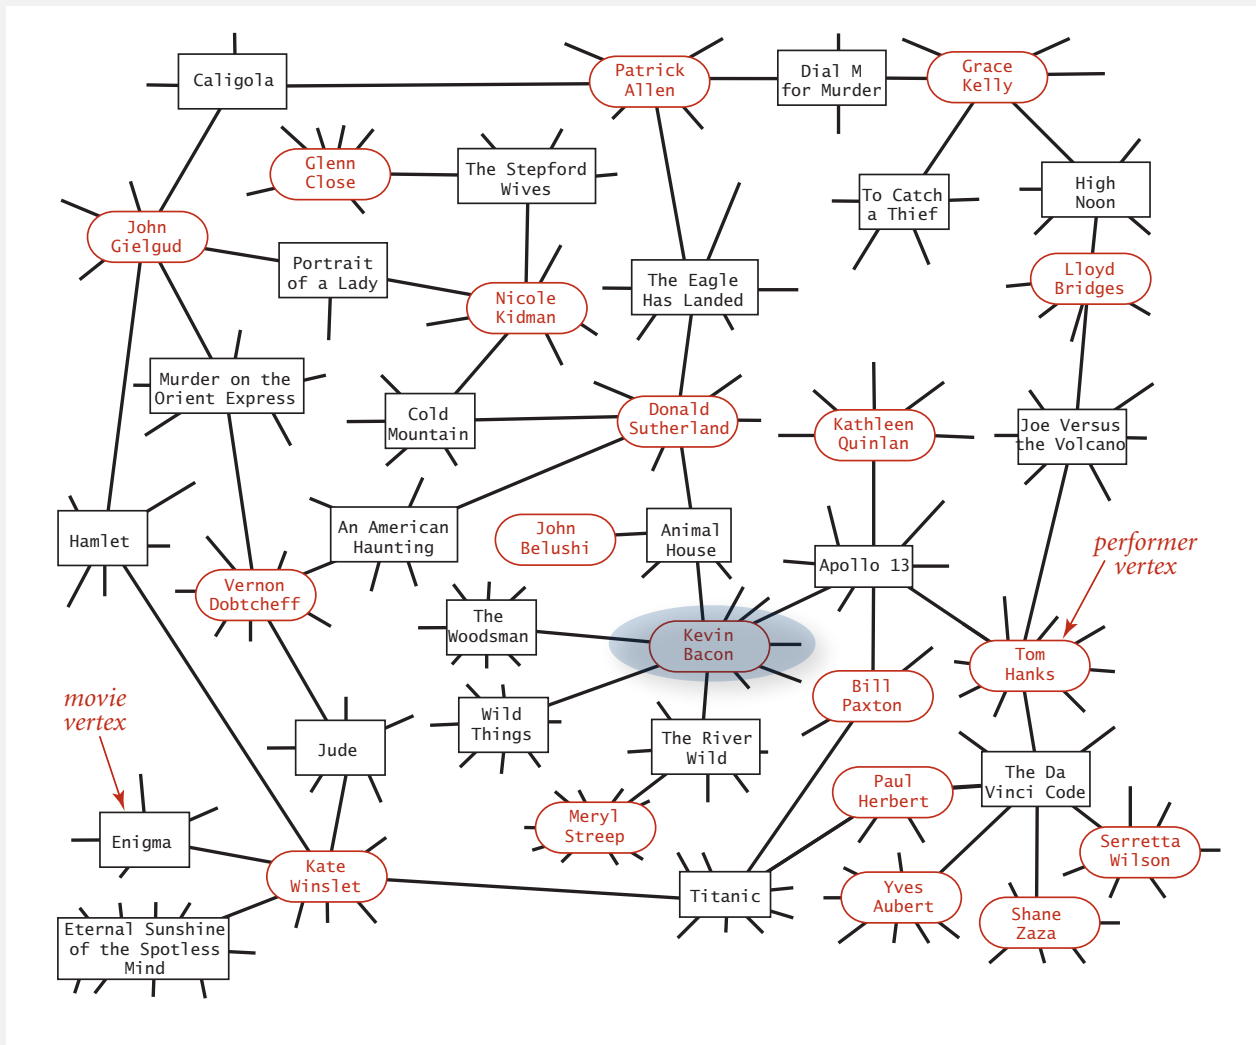 Caligola
Patrick
Allen
Dial M
for Murder
Grace
Kelly
Glenn
Close
The Stepford
Wives
To Catch
a Thief
High
Noon
John
Gielgud
Portrait
of a Lady
Nicole
Kidman
The Eagle
Has Landed
Lloyd
Bridges
Murder on the
Orient Express
Cold
Mountain
Donald
Sutherland
Kathleen
Quinlan
Joe Versus
the Volcano
Hamlet
An American
Haunting
John
Belushi
Animal
House
Apollo 13
performer
vertex
Vernon
Dobtcheff
The
Woodsman
Kevin
Bacon
Tom
Hanks
movie
vertex
Jude
Wild
Things
The River
Wild
Bill
Paxton
Paul
Herbert
The Da
Vinci Code
Enigma
Meryl
Streep
Serretta
Wilson
Kate
Winslet
Titanic
Yves
Aubert
Shane
Zaza
Eternal Sunshine
of the Spotless
Mind